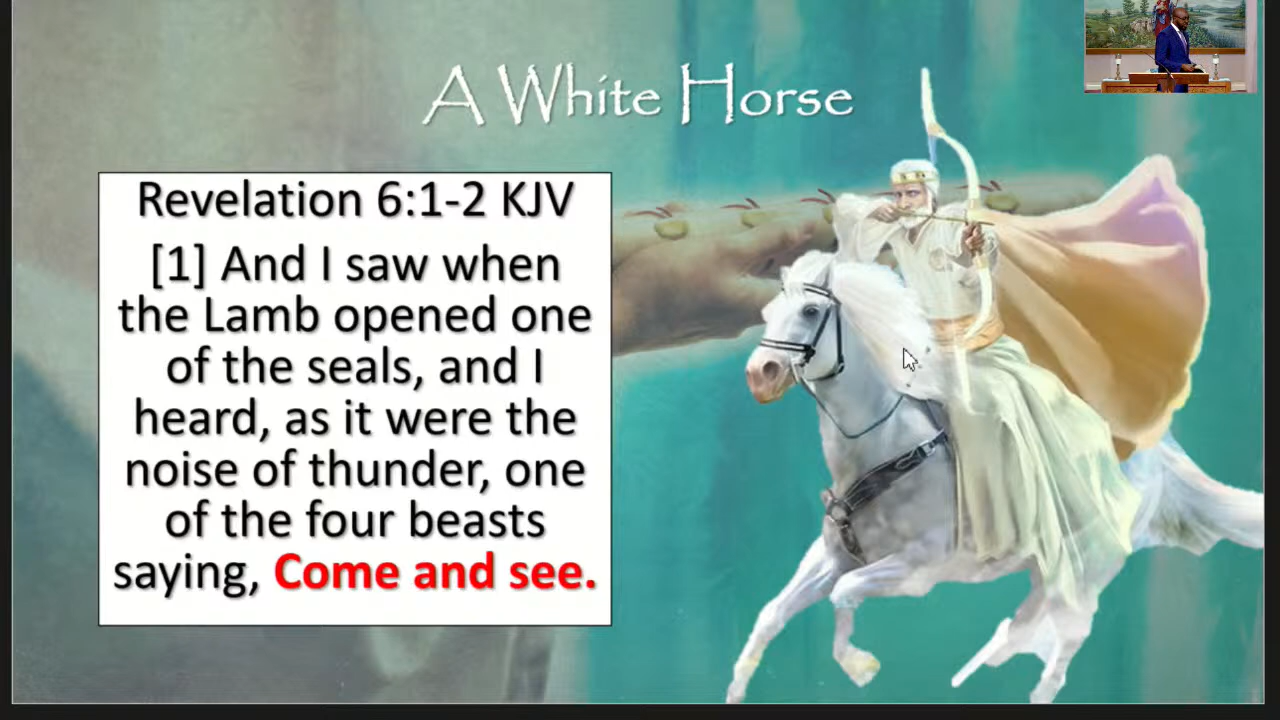 A White Horse
Revelation 6:1-2 KJV
[1] And I saw when
the Lamb opened one
of the seals, and I
heard, as it were the
noise of thunder, one
of the four beasts
saying, Come and see.